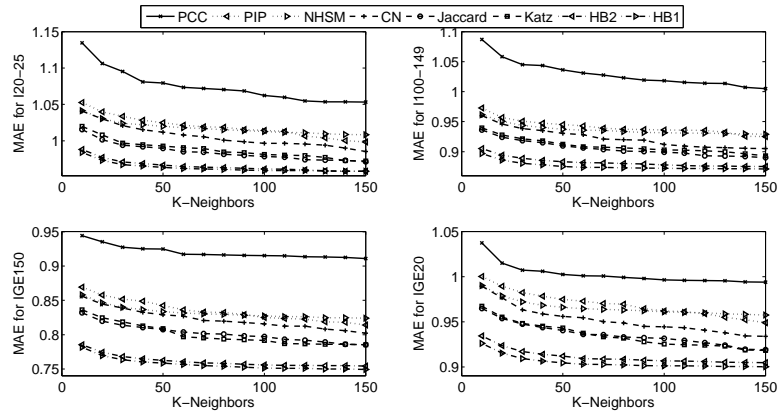 PCC PIP NHSM CN Jaccard Katz HB2 HB1
MAE for I20−25
1.15
1.1
1.05
1
0 50 100 150
K−Neighbors
MAE for I100−149
1.1
1.05
1
0.95
0.9
0 50 100 150
K−Neighbors
MAE for IGE150
0.95
0.9
0.85
0.8
0.75
0 50 100 150
K−Neighbors
MAE for IGE20
1.05
1
0.95
0.9
0 50 100 150
K−Neighbors